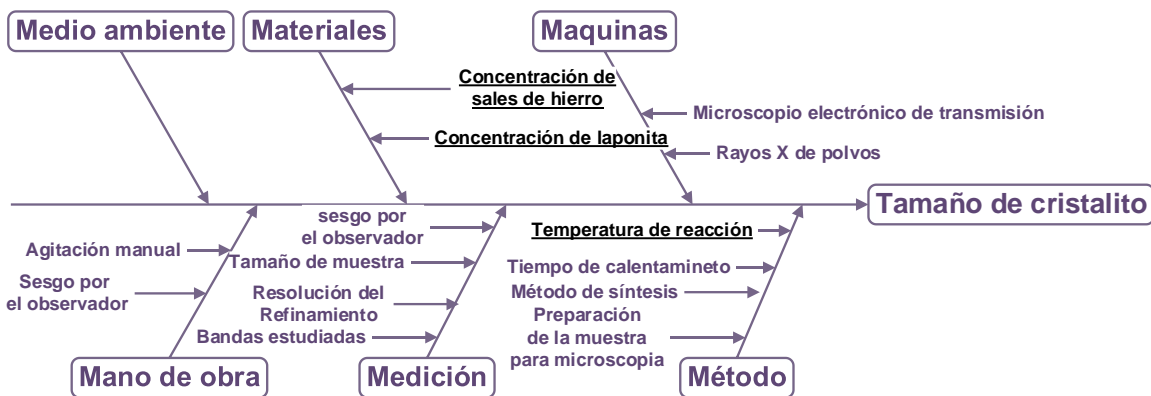 Medio ambiente
Materiales
Maquinas
Concentración de
sales de hierro
Concentración de laponita
Microscopio electrónico de transmisión
Rayos X de polvos
Tamaño de cristalito
Agitación manual
Sesgo por
el observador
sesgo por
el observador
Tamaño de muestra
Resolución del
Refinamiento
Bandas estudiadas
Temperatura de reacción
Tiempo de calentamineto
Método de síntesis
Preparación
de la muestra
para microscopia
Mano de obra
Medición
Método